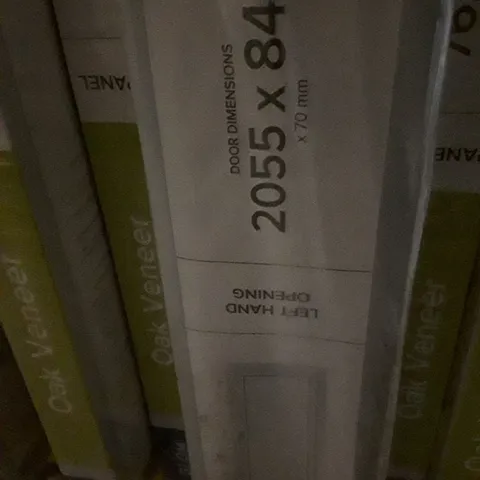 DOOR DIMENSIONS
2055 x 84
x 70 mm
LEFT HAND
OPENING
PANEL
Oak Veneer
Oak Veneer
Oak Veneer